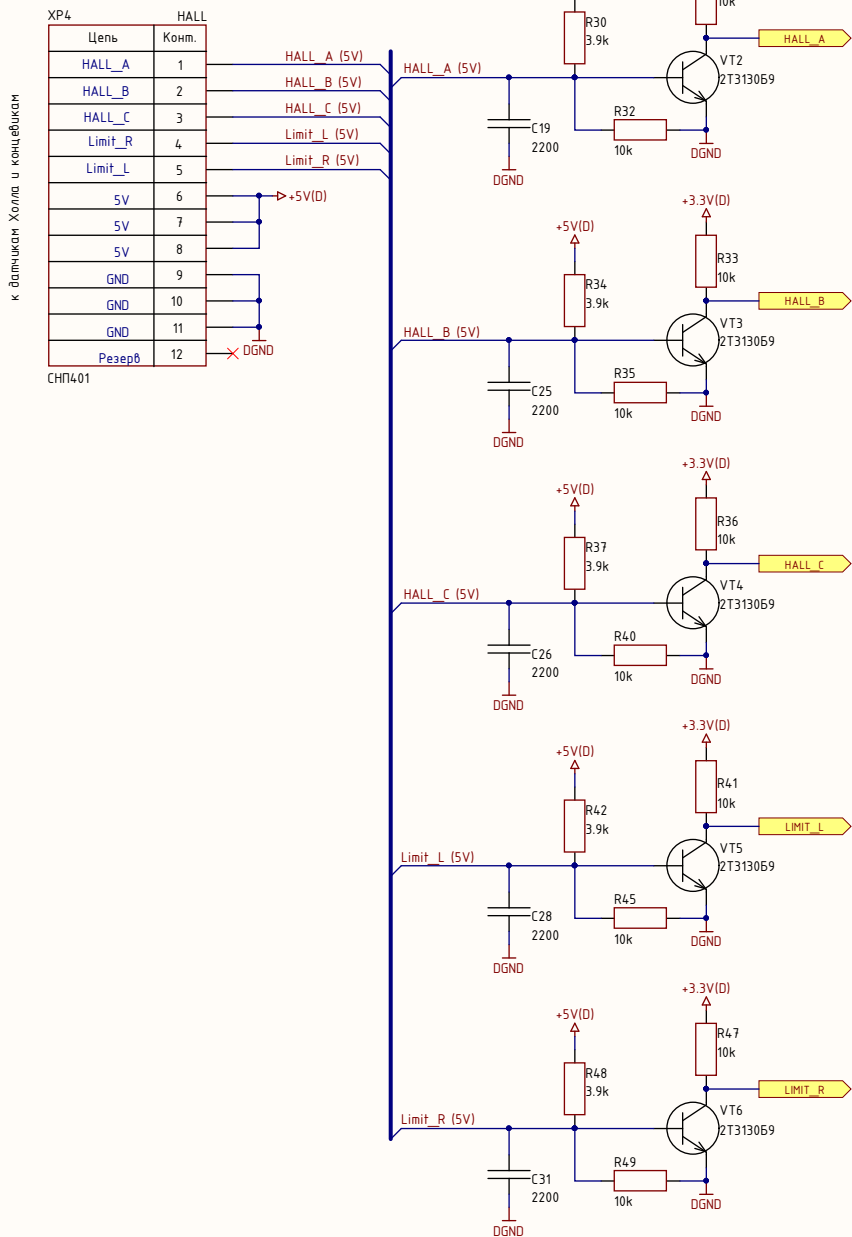 XP4 HALL
Цепь Конт.
HALL_A 1
HALL_B 2
HALL_C 3
Limit_R 4
Limit_L 5
5V 6
5V 7
5V 8
GND 9
GND 10
GND 11
Резерв 12
СНП401
к датчикам Холла и концевикам
HALL_A (5V)
HALL_B (5V)
HALL_C (5V)
Limit_L (5V)
Limit_R (5V)
+5V(D)
DGND
10k
R30
3.9k
HALL_A
VT2
2Т3130Б9
HALL_A (5V)
C19
2200
R32
10k
DGND
DGND
+3.3V(D)
+5V(D)
R33
10k
R34
3.9k
HALL_B
VT3
2Т3130Б9
HALL_B (5V)
C25
2200
R35
10k
DGND
DGND
+3.3V(D)
+5V(D)
R36
10k
R37
3.9k
HALL_C
VT4
2Т3130Б9
HALL_C (5V)
C26
2200
R40
10k
DGND
DGND
+3.3V(D)
+5V(D)
R41
10k
R42
3.9k
LIMIT_L
VT5
2Т3130Б9
Limit_L (5V)
C28
2200
R45
10k
DGND
DGND
+3.3V(D)
+5V(D)
R47
10k
R48
3.9k
LIMIT_R
VT6
2Т3130Б9
Limit_R (5V)
C31
2200
R49
10k
DGND
DGND